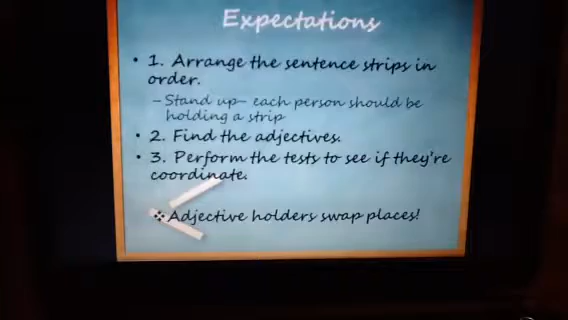 Expectations
• 1. Arrange the sentence strips in
order.
– Stand up– each person should be
holding a strip
• 2. Find the adjectives.
• 3. Perform the tests to see if they're
coordinate.
❖ Adjective holders swap places!